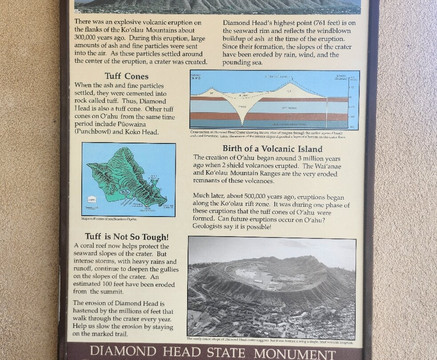 There was an explosive volcanic eruption on
the flanks of the Ko'olau Mountains about
300,000 years ago. During this eruption, large
amounts of ash and fine particles were sent
into the air. As these particles settled around
the center of the eruption, a crater was created.
Diamond Head's highest point (761 feet) is on
the seaward rim and reflects the windblown
buildup of ash at the time of the eruption.
Since their formation, the slopes of the crater
have been eroded by rain, wind, and the
pounding sea.
Tuff Cones
When the ash and fine particles
settled, they were cemented into
rock called tuff. Thus, Diamond
Head is also a tuff cone. Other tuff
cones on O'ahu from the same time
period include Pūowaina
(Punchbowl) and Koko Head.
Birth of a Volcanic Island
The creation of O'ahu began around 3 million years
ago when 2 shield volcanoes erupted. The Wai'anae
and Ko'olau Mountain Ranges are the very eroded
remnants of these volcanoes.
Much later, about 500,000 years ago, eruptions began
along the Ko'olau rift zone. It was during one phase of
these eruptions that the tuff cones of O'ahu were
formed. Can future eruptions occur on O'ahu?
Geologists say it is possible!
Tuff is Not So Tough!
A coral reef now helps protect the
seaward slopes of the crater. But
intense storms, with heavy rains and
runoff, continue to deepen the gullies
on the slopes of the crater. An
estimated 100 feet have been eroded
from the summit.
The erosion of Diamond Head is
hastened by the millions of feet that
walk through the crater every year.
Help us slow the erosion by staying
on the marked trail.
DIAMOND HEAD STATE MONUMENT